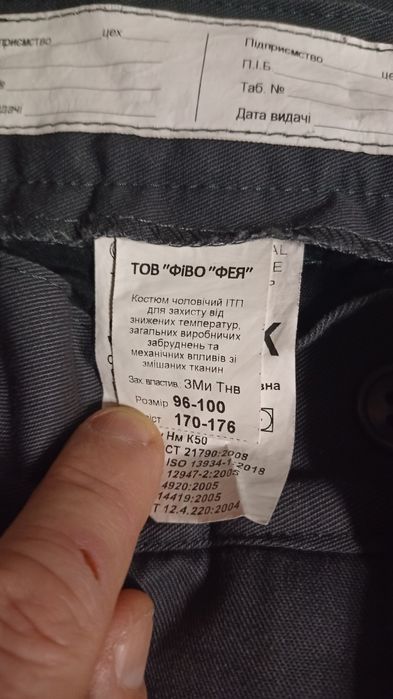 Підприємство цех
Підприємство
П.І.Б
Таб. №
Дата видачі
ТОВ "ФіВО "ФЕЯ"
Костюм чоловічий ІТП
для захисту від
знижених температур,
загальних виробничих
забруднень та
механічних впливів зі
змішаних тканин
Зах. властив. ЗМи Тнв
Розмір 96-100
170-176
Нм К50
21790:2008
ISO 13934-1:2018
12947-2:2005
4920:2005
14419:2005
12.4.220:2004